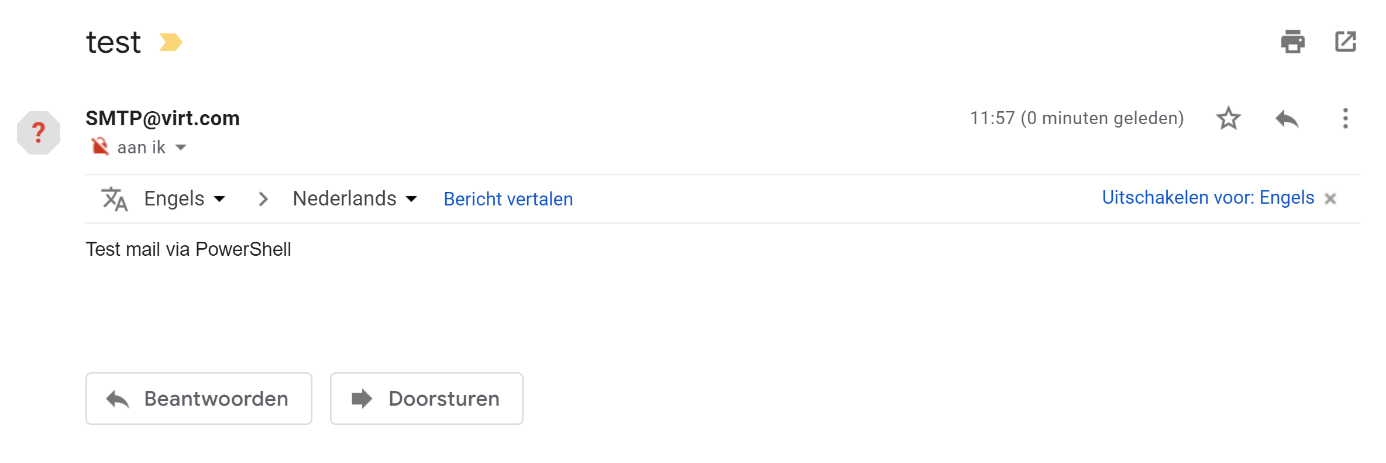 test
?
SMTP@virt.com
11:57 (0 minuten geleden)
aan ik
Engels
Nederlands
Bericht vertalen
Uitschakelen voor: Engels
Test mail via PowerShell
Beantwoorden
Doorsturen